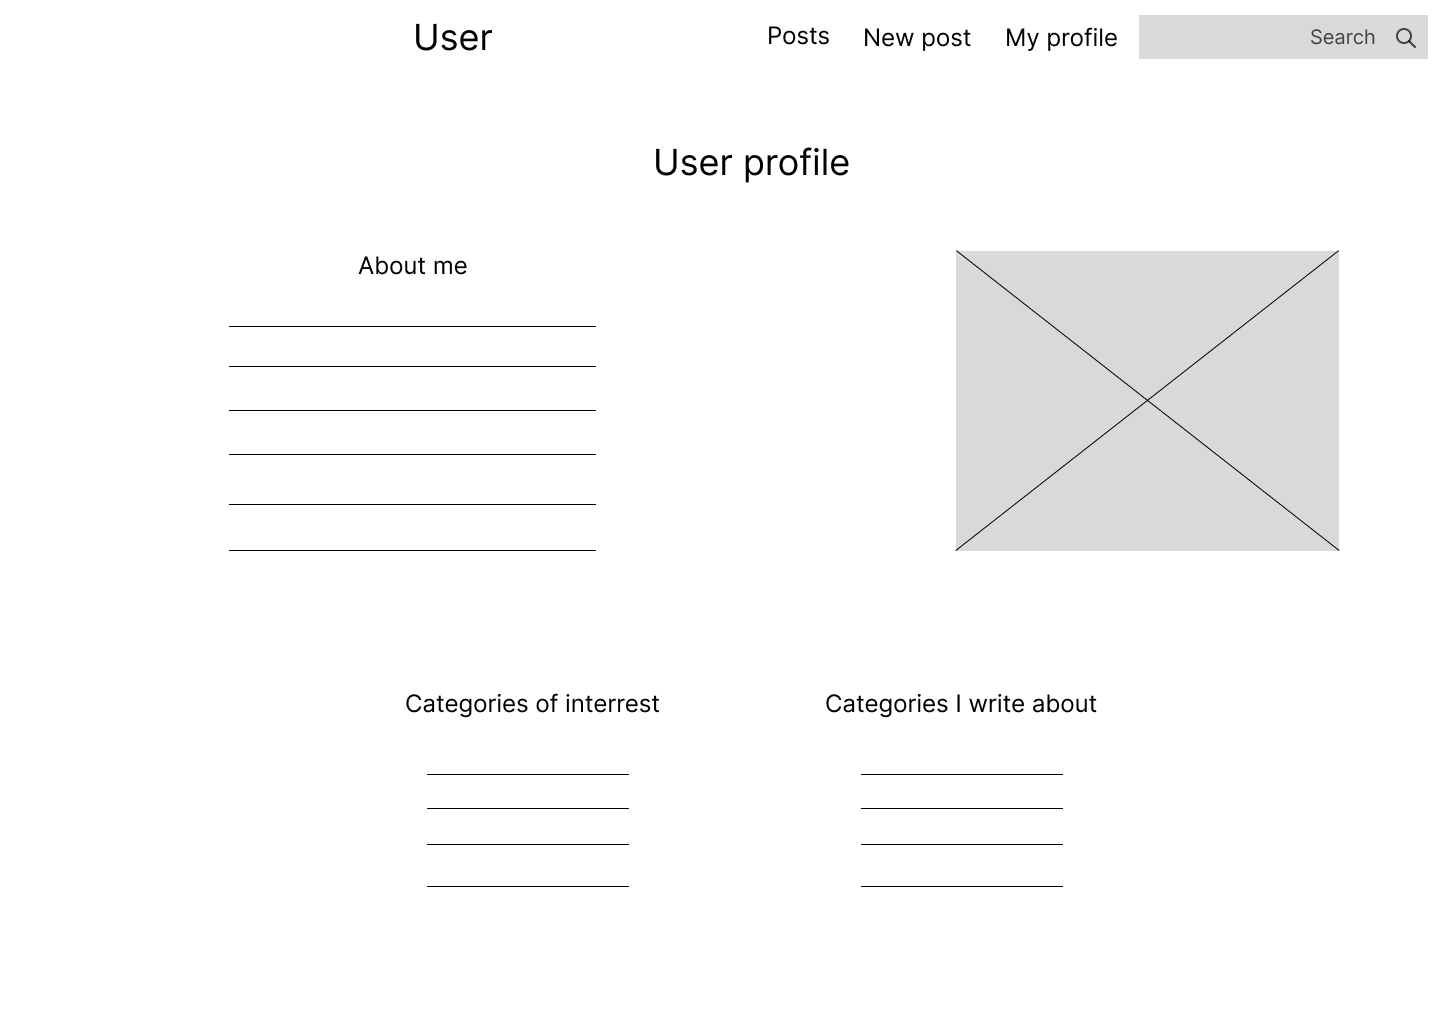 User
Posts
New post
My profile
Search
User profile
About me
Categories of interrest
Categories I write about